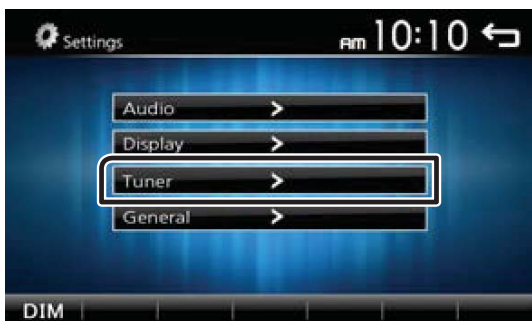 Settings
AM 10:10
Audio >
Display >
Tuner >
General >
DIM